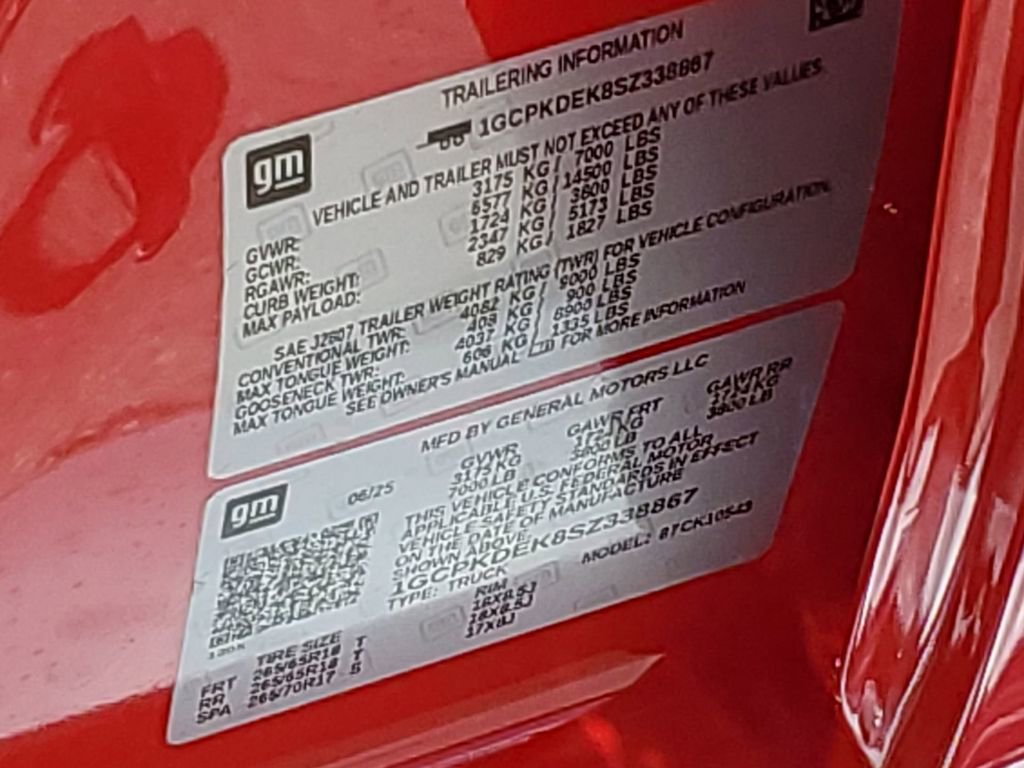 TRAILERING INFORMATION
gm
1GCPKDEK8SZ338867
VEHICLE AND TRAILER MUST NOT EXCEED ANY OF THESE VALUES.
GVWR: 3175 KG / 7000 LBS
GCWR: 6577 KG / 14500 LBS
RGAWR: 1724 KG / 3800 LBS
CURB WEIGHT: 2347 KG / 5173 LBS
MAX PAYLOAD: 829 KG / 1827 LBS
SAE J2807 TRAILER WEIGHT RATING (TWR) FOR VEHICLE CONFIGURATION.
CONVENTIONAL TWR: 4082 KG / 9000 LBS
MAX TONGUE WEIGHT: 408 KG / 900 LBS
GOOSENECK TWR: 4037 KG / 8900 LBS
MAX TONGUE WEIGHT: 606 KG / 1335 LBS
SEE OWNER'S MANUAL FOR MORE INFORMATION
MFD BY GENERAL MOTORS LLC
gm
06/25
GVWR GAWR FRT GAWR RR
3175 KG 1724 KG 1724 KG
7000 LB 3800 LB 3800 LB
THIS VEHICLE CONFORMS TO ALL
APPLICABLE U.S. FEDERAL MOTOR
VEHICLE SAFETY STANDARDS IN EFFECT
ON THE DATE OF MANUFACTURE
SHOWN ABOVE.
1GCPKDEK8SZ338867
TYPE: TRUCK MODEL: BTCK10543
TIRE SIZE RIM
FRT 265/65R18 T 18X8.5J
RR 265/65R18 T 18X8.5J
SPA 265/70R17 S 17X8J